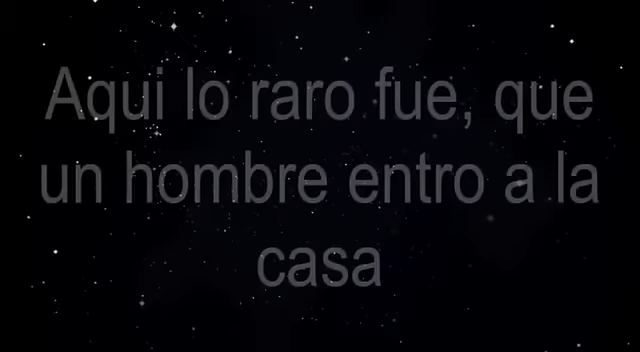 Aqui lo raro fue, que
un hombre entro a la
casa